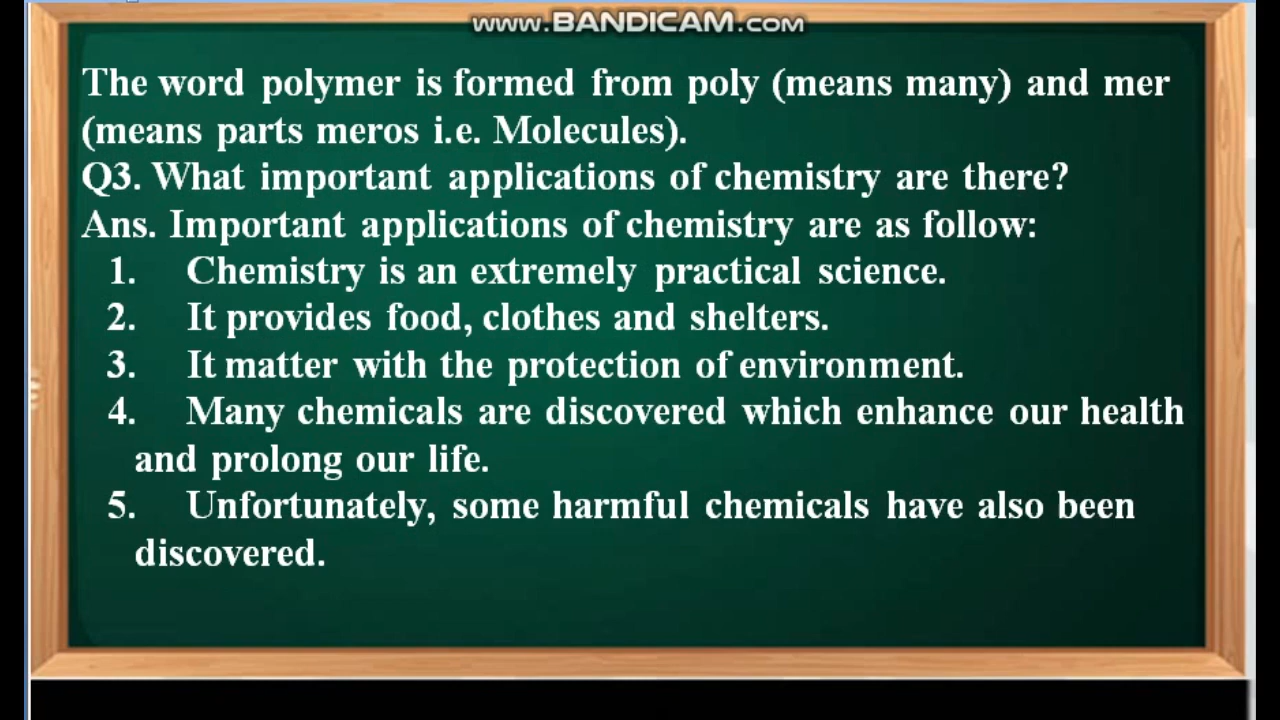 www.BANDICAM.com
The word polymer is formed from poly (means many) and mer
(means parts meros i.e. Molecules).
Q3. What important applications of chemistry are there?
Ans. Important applications of chemistry are as follow:
1. Chemistry is an extremely practical science.
2. It provides food, clothes and shelters.
3. It matter with the protection of environment.
4. Many chemicals are discovered which enhance our health
and prolong our life.
5. Unfortunately, some harmful chemicals have also been
discovered.